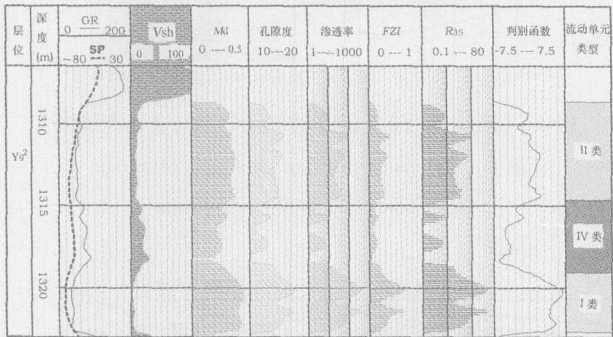 层位
深度(m)
0 GR 200
SP
-80 --- 30
Vsh
0 100
Md
0 --- 0.5
孔隙度
10---20
渗透率
1---1000
FZI
0 --- 1
R35
0.1 --- 80
判别函数
-7.5 --- 7.5
流动单元类型
1310
II 类
1315
IV 类
1320
I 类